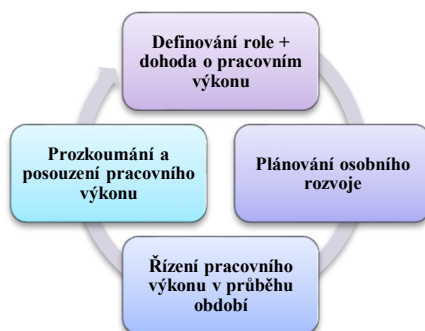 Definování role +
dohoda o pracovním
výkonu
Plánování osobního
rozvoje
Řízení pracovního
výkonu v průběhu
období
Prozkoumání a
posouzení pracovního
výkonu